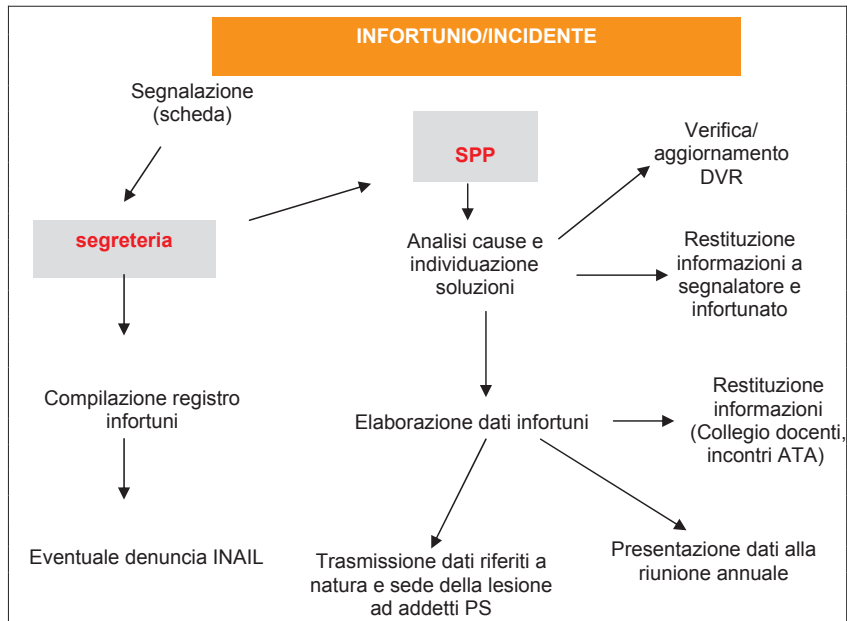 INFORTUNIO/INCIDENTE
Segnalazione
(scheda)
SPP
Verifica/
aggiornamento
DVR
segreteria
Analisi cause e
individuazione
soluzioni
Restituzione
informazioni a
segnalatore e
infortunato
Compilazione registro
infortuni
Elaborazione dati infortuni
Restituzione
informazioni
(Collegio docenti,
incontri ATA)
Eventuale denuncia INAIL
Trasmissione dati riferiti a
natura e sede della lesione
ad addetti PS
Presentazione dati alla
riunione annuale